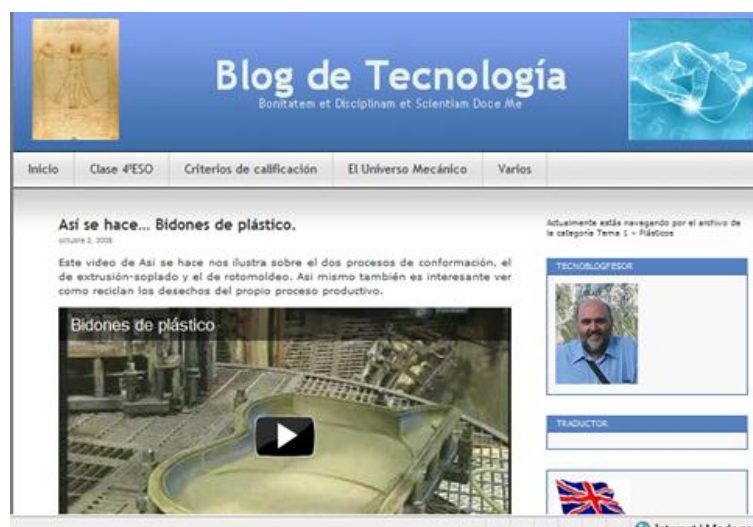 Blog de Tecnología
Bonitatem et Disciplinam et Scientiam Doce Me
Inicio
Clase 4ºESO
Criterios de calificación
El Universo Mecánico
Varios
Así se hace... Bidones de plástico.
octubre 2, 2008
Este video de Así se hace nos ilustra sobre el dos procesos de conformación, el
de extrusión-soplado y el de rotomoldeo. Asi mismo también es interesante ver
como reciclan los desechos del propio proceso productivo.
Bidones de plástico
Actualmente estás navegando por el archivo de
la categoría Tema 1 – Plásticos
TECNOBLOGFESOR
TRADUCTOR